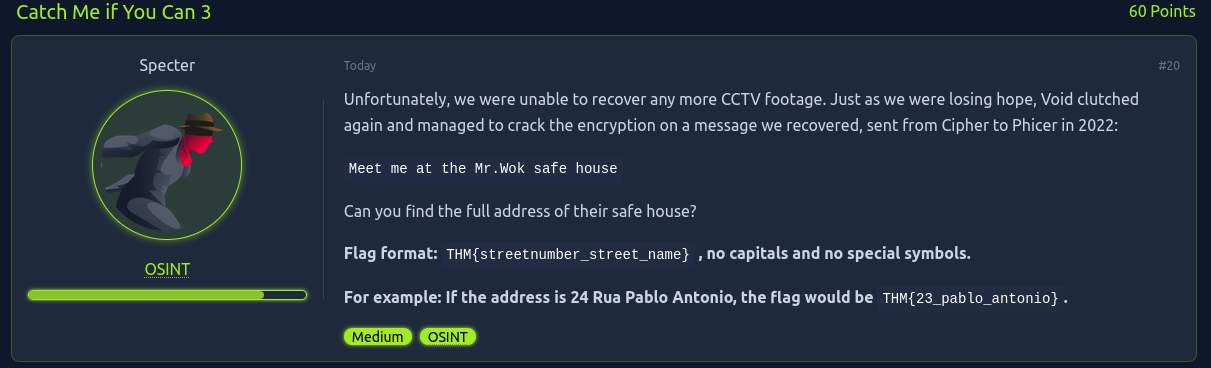 Catch Me if You Can 3
60 Points
Specter
Today
#20
Unfortunately, we were unable to recover any more CCTV footage. Just as we were losing hope, Void clutched
again and managed to crack the encryption on a message we recovered, sent from Cipher to Phicer in 2022:
Meet me at the Mr.Wok safe house
Can you find the full address of their safe house?
Flag format: THM{streetnumber_street_name} , no capitals and no special symbols.
For example: If the address is 24 Rua Pablo Antonio, the flag would be THM{23_pablo_antonio} .
OSINT
Medium
OSINT